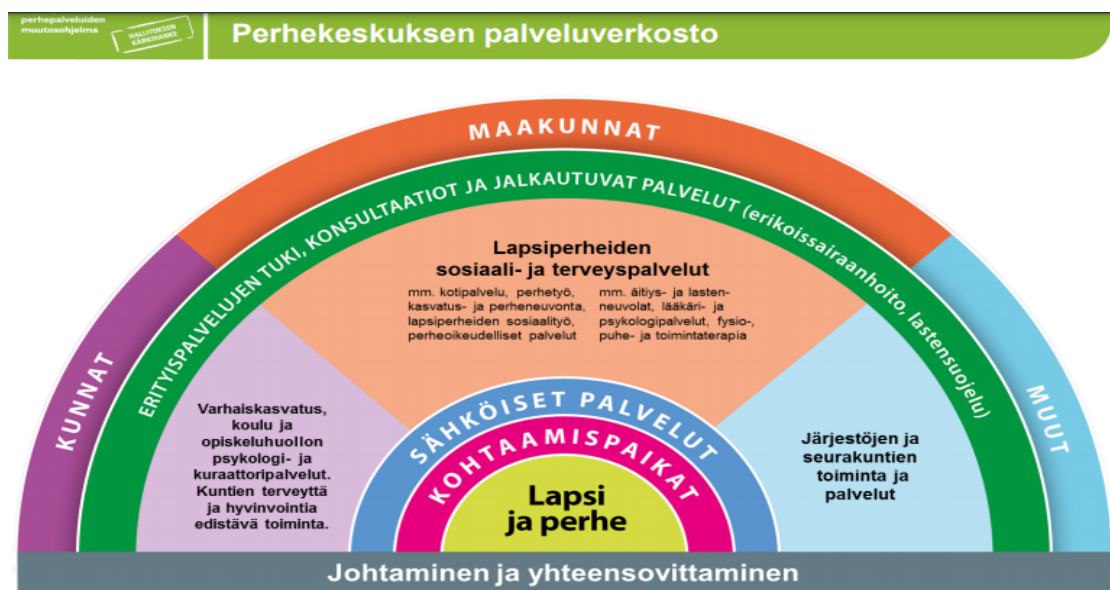 perhepalveluiden
muutosohjelma
HALLITUKSEN
KÄRKIHANKE
Perhekeskuksen palveluverkosto
MAAKUNNAT
KUNNAT
MUUT
ERITYISPALVELUJEN TUKI, KONSULTAATIOT JA JALKAUTUVAT PALVELUT (erikoissairaanhoito, lastensuojelu)
Lapsiperheiden
sosiaali- ja terveyspalvelut
mm. kotipalvelu, perhetyö,
kasvatus- ja perheneuvonta,
lapsiperheiden sosiaalityö,
perheoikeudelliset palvelut
mm. äitiys- ja lasten-
neuvolat, lääkäri- ja
psykologipalvelut, fysio-,
puhe- ja toimintaterapia
Varhaiskasvatus,
koulu ja
opiskeluhuollon
psykologi- ja
kuraattoripalvelut.
Kuntien terveyttä
ja hyvinvointia
edistävä toiminta.
SÄHKÖISET PALVELUT
KOHTAAMISPAIKAT
Lapsi
ja perhe
Järjestöjen ja
seurakuntien
toiminta ja
palvelut
Johtaminen ja yhteensovittaminen